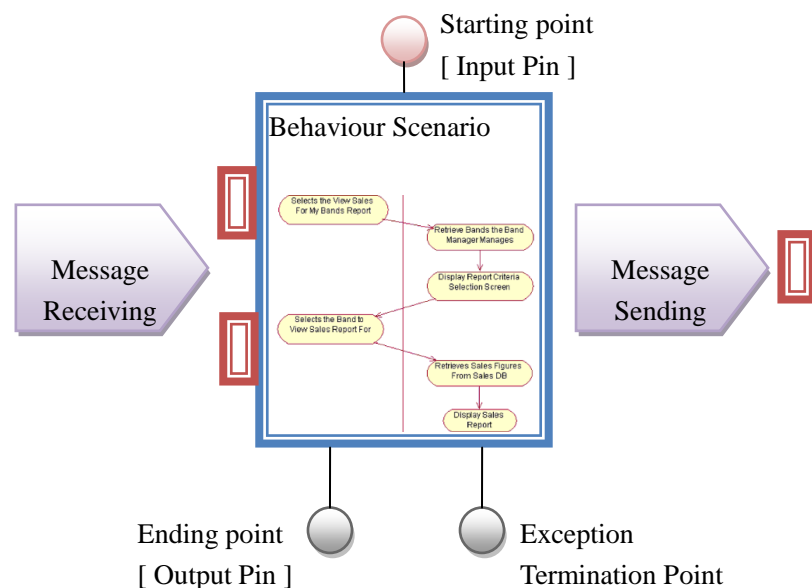 Starting point
[ Input Pin ]
Behaviour Scenario
Selects the View Sales
For My Bands Report
Retrieve Bands the Band
Manager Manages
Display Report Criteria
Selection Screen
Selects the Band to
View Sales Report For
Retrieves Sales Figures
From Sales DB
Display Sales
Report
Message
Receiving
Message
Sending
Ending point
[ Output Pin ]
Exception
Termination Point